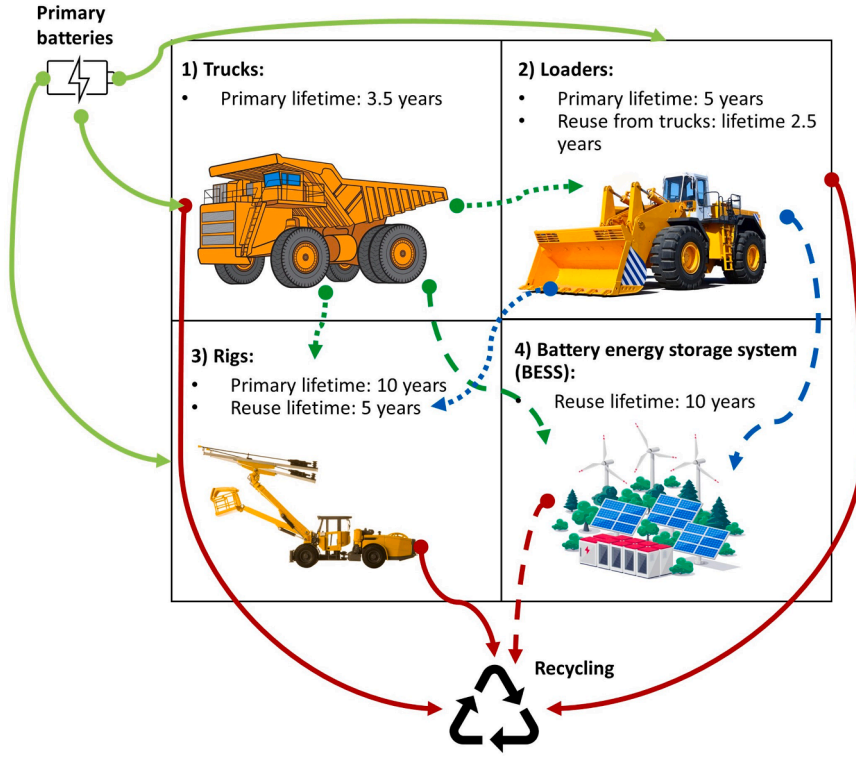 Primary
batteries
1) Trucks:
• Primary lifetime: 3.5 years
2) Loaders:
• Primary lifetime: 5 years
• Reuse from trucks: lifetime 2.5
years
3) Rigs:
• Primary lifetime: 10 years
• Reuse lifetime: 5 years
4) Battery energy storage system
(BESS):
• Reuse lifetime: 10 years
Recycling